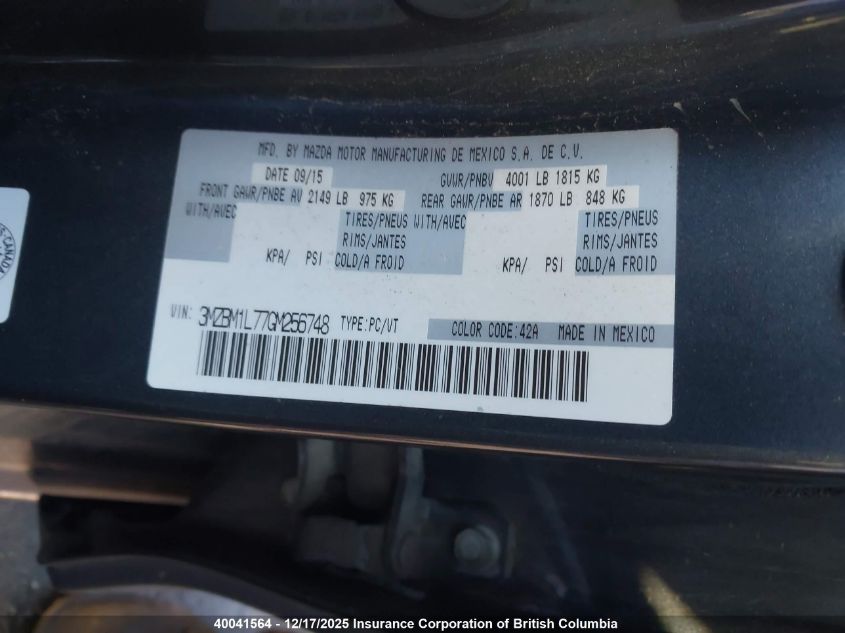 MFD. BY MAZDA MOTOR MANUFACTURING DE MEXICO S.A. DE C.V.
DATE 09/15 GVWR/PNBV 4001 LB 1815 KG
FRONT GAWR/PNBE AV 2149 LB 975 KG REAR GAWR/PNBE AR 1870 LB 848 KG
WITH/AVEC TIRES/PNEUS WITH/AVEC TIRES/PNEUS
RIMS/JANTES RIMS/JANTES
KPA/ PSI COLD/A FROID KPA/ PSI COLD/A FROID
VIN: 3MZBM1L77GM256748 TYPE:PC/VT COLOR CODE:42A MADE IN MEXICO
CANADA
40041564 - 12/17/2025 Insurance Corporation of British Columbia